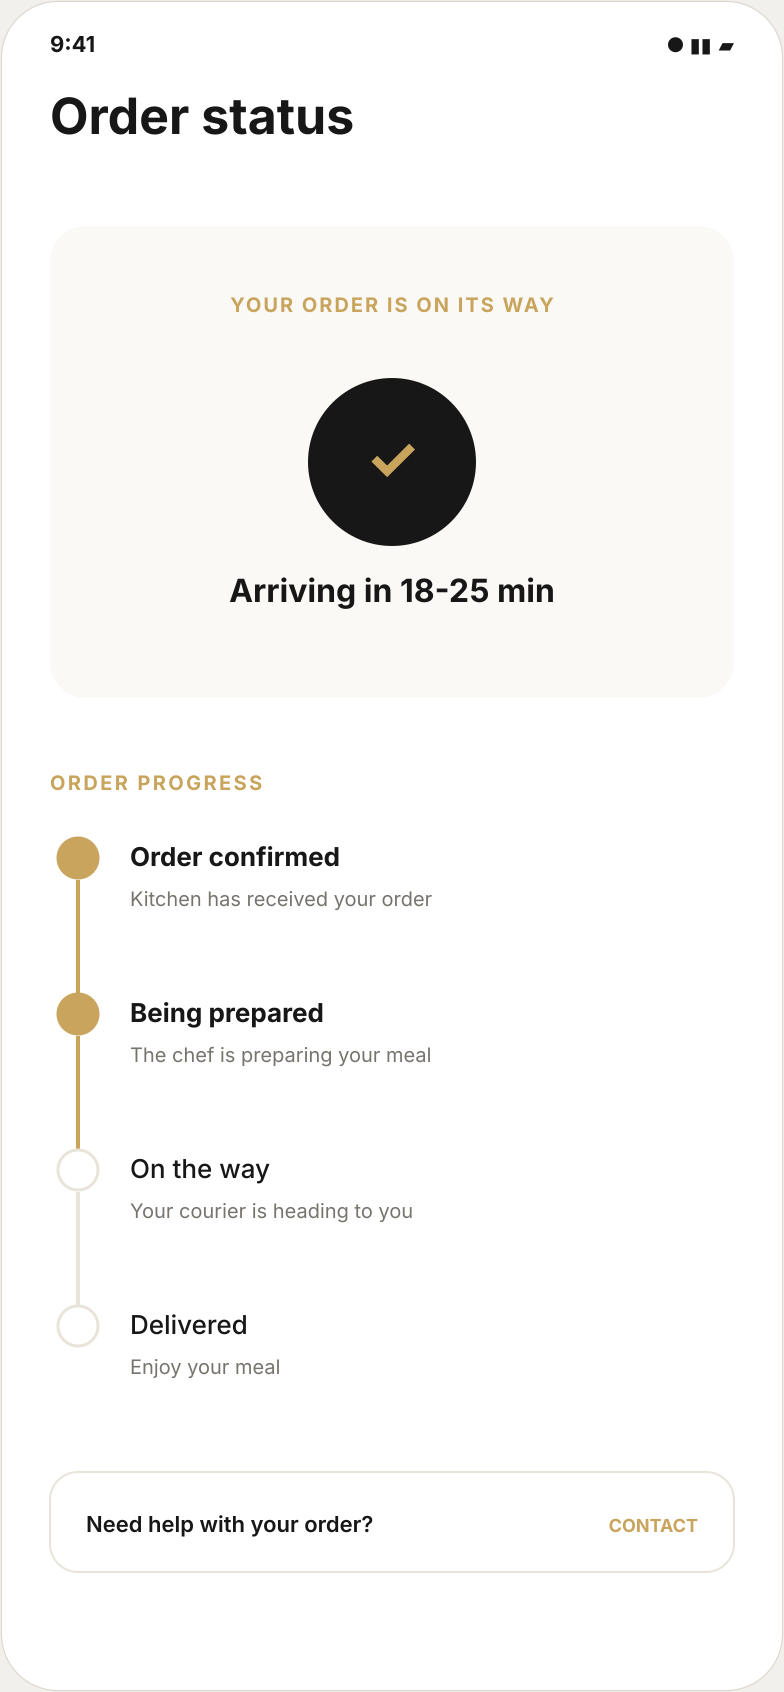 9:41
Order status
YOUR ORDER IS ON ITS WAY
Arriving in 18-25 min
ORDER PROGRESS
Order confirmed
Kitchen has received your order
Being prepared
The chef is preparing your meal
On the way
Your courier is heading to you
Delivered
Enjoy your meal
Need help with your order?
CONTACT